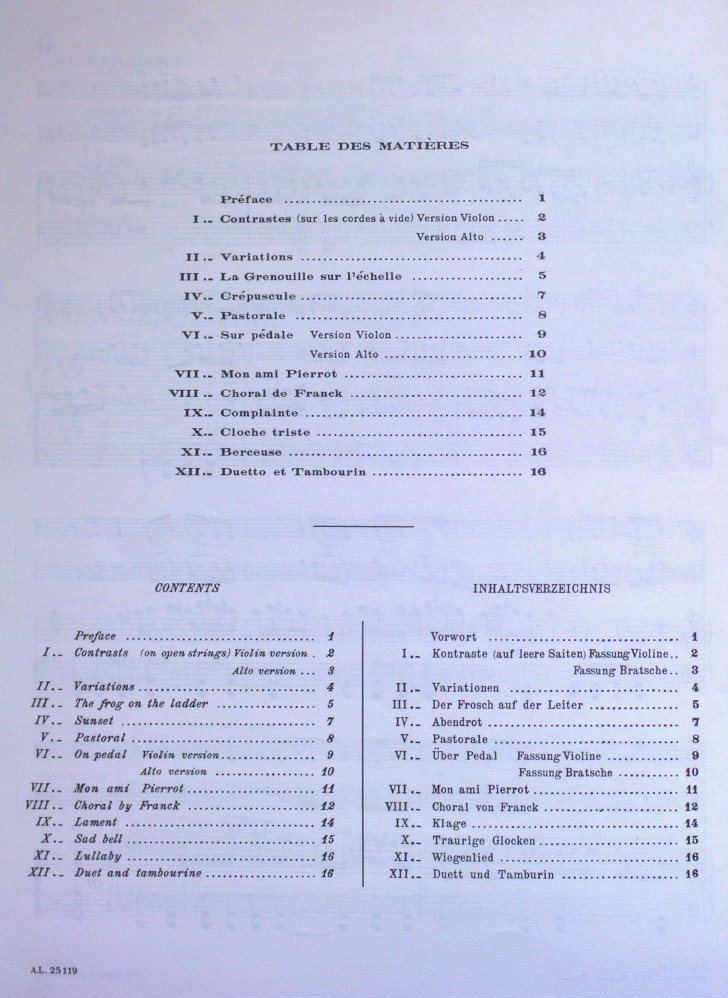 TABLE DES MATIÈRES
Préface ........ 1
I.. Contrastes (sur les cordes à vide) Version Violon ..... 2
Version Alto ...... 3
II.. Variations ........ 4
III.. La Grenouille sur l'échelle ........ 5
IV.. Crépuscule ........ 7
V.. Pastorale ........ 8
VI.. Sur pédale Version Violon ........ 9
Version Alto ........ 10
VII.. Mon ami Pierrot ........ 11
VIII.. Choral de Franck ........ 12
IX.. Complainte ........ 14
X.. Cloche triste ........ 15
XI.. Berceuse ........ 16
XII.. Duetto et Tambourin ........ 16
CONTENTS
Preface ........ 1
I.. Contrasts (on open strings) Violin version . 2
Alto version ... 3
II.. Variations ........ 4
III.. The frog on the ladder ........ 5
IV.. Sunset ........ 7
V.. Pastoral ........ 8
VI.. On pedal Violin version ........ 9
Alto version ........ 10
VII.. Mon ami Pierrot ........ 11
VIII.. Choral by Franck ........ 12
IX.. Lament ........ 14
X.. Sad bell ........ 15
XI.. Lullaby ........ 16
XII.. Duet and tambourine ........ 16
INHALTSVERZEICHNIS
Vorwort ........ 1
I.. Kontraste (auf leere Saiten) Fassung Violine .. 2
Fassung Bratsche .. 3
II.. Variationen ........ 4
III.. Der Frosch auf der Leiter ........ 5
IV.. Abendrot ........ 7
V.. Pastorale ........ 8
VI.. Über Pedal Fassung Violine ........ 9
Fassung Bratsche ........ 10
VII.. Mon ami Pierrot ........ 11
VIII.. Choral von Franck ........ 12
IX.. Klage ........ 14
X.. Traurige Glocken ........ 15
XI.. Wiegenlied ........ 16
XII.. Duett und Tamburin ........ 16
A.L. 25 119